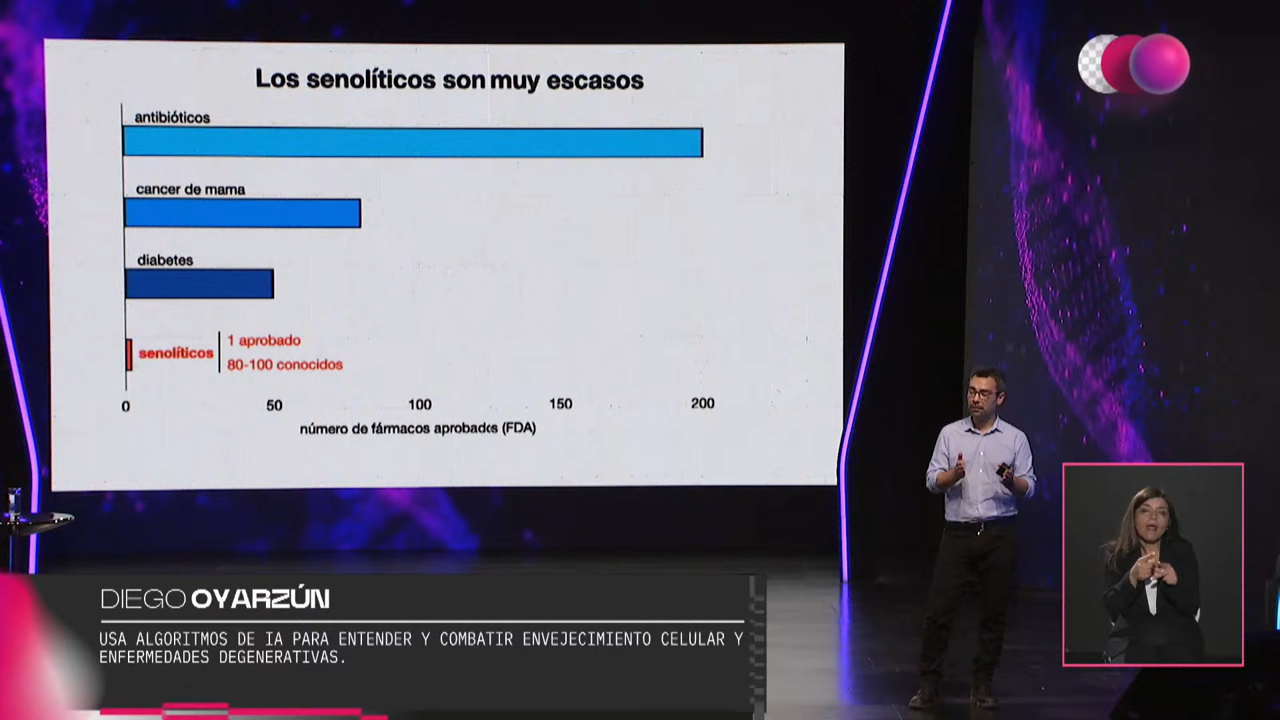 Los senolíticos son muy escasos
antibióticos
cancer de mama
diabetes
senolíticos
1 aprobado
80-100 conocidos
0 50 100 150 200
número de fármacos aprobados (FDA)
DIEGO OYARZÚN
USA ALGORITMOS DE IA PARA ENTENDER Y COMBATIR ENVEJECIMIENTO CELULAR Y
ENFERMEDADES DEGENERATIVAS.